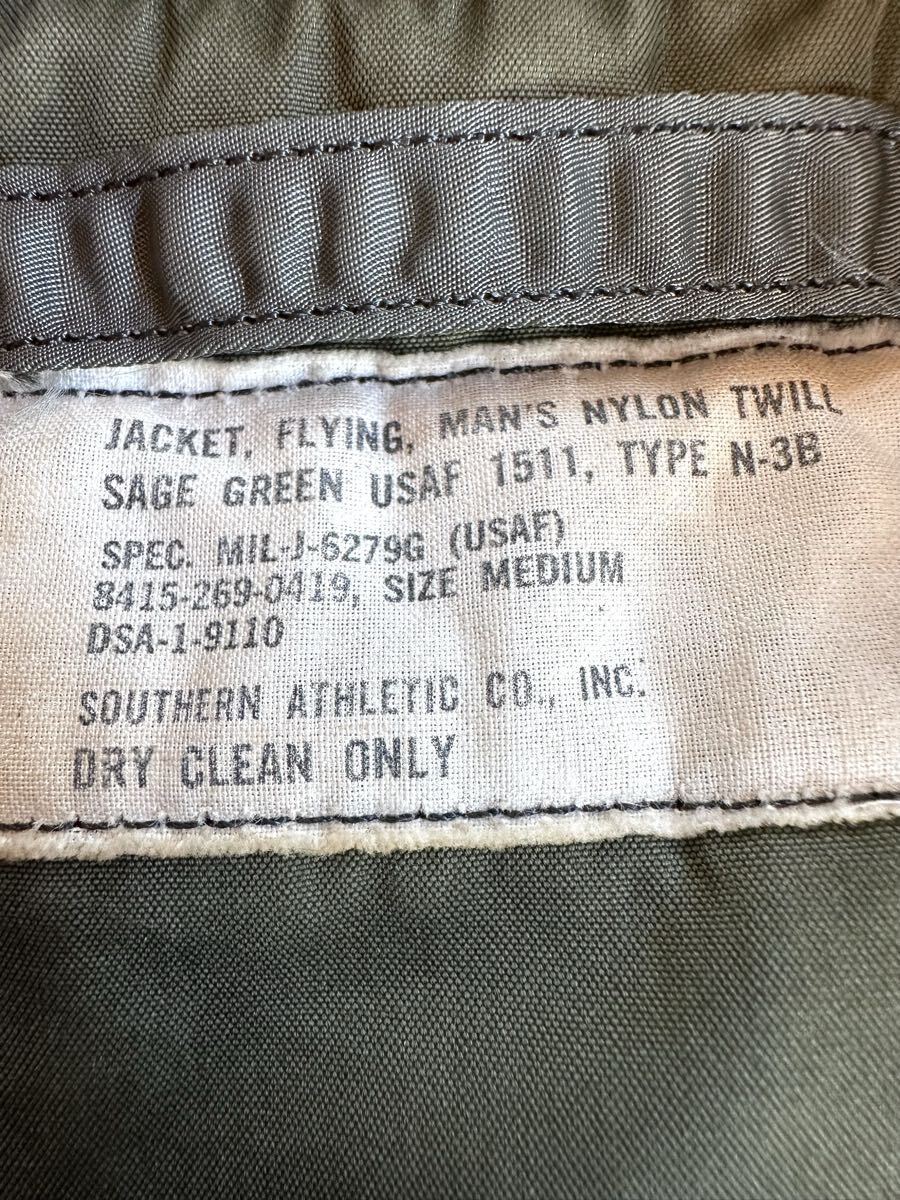 JACKET, FLYING, MAN'S NYLON TWILL
SAGE GREEN USAF 1511, TYPE N-3B
SPEC. MIL-J-6279G (USAF)
8415-269-0419, SIZE MEDIUM
DSA-1-9110
SOUTHERN ATHLETIC CO., INC.
DRY CLEAN ONLY